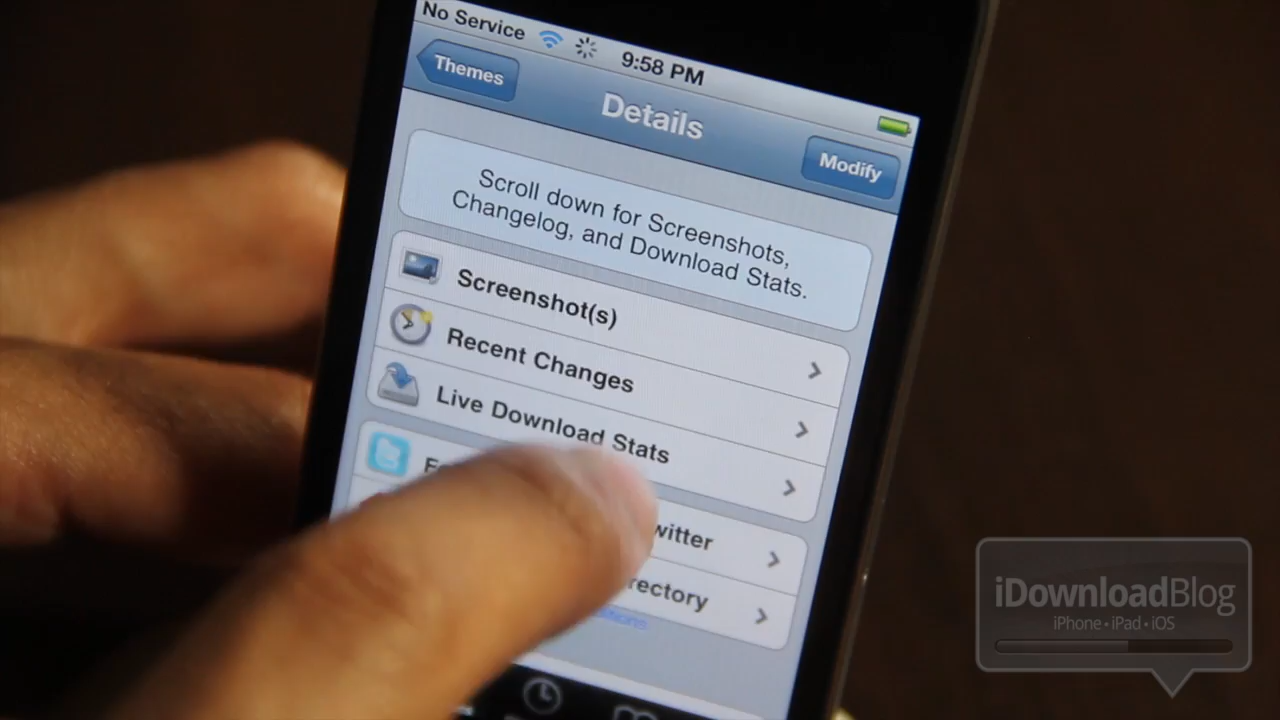 No Service
9:58 PM
Themes
Details
Modify
Scroll down for Screenshots,
Changelog, and Download Stats.
Screenshot(s)
Recent Changes
Live Download Stats
witter
rectory
iDownloadBlog
iPhone • iPad • iOS